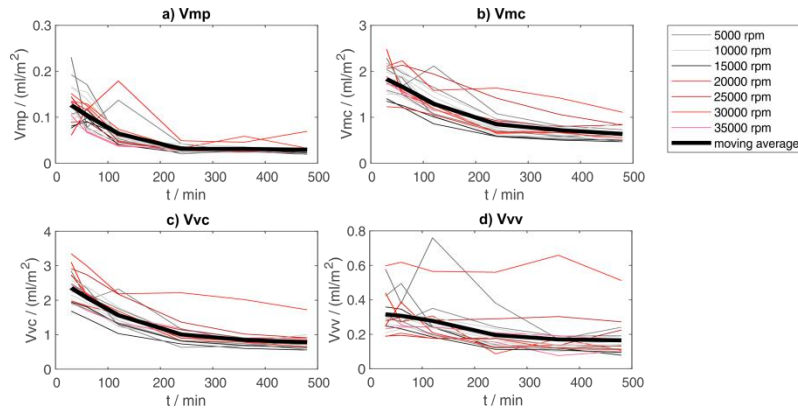 a) Vmp
0.3
0.2
0.1
0
Vmp / (ml/m²)
0 100 200 300 400 500
t / min
b) Vmc
3
2
1
0
Vmc / (ml/m²)
0 100 200 300 400 500
t / min
5000 rpm
10000 rpm
15000 rpm
20000 rpm
25000 rpm
30000 rpm
35000 rpm
moving average
c) Vvc
4
3
2
1
0
Vvc / (ml/m²)
0 100 200 300 400 500
t / min
d) Vvv
0.8
0.6
0.4
0.2
0
Vvv / (ml/m²)
0 100 200 300 400 500
t / min